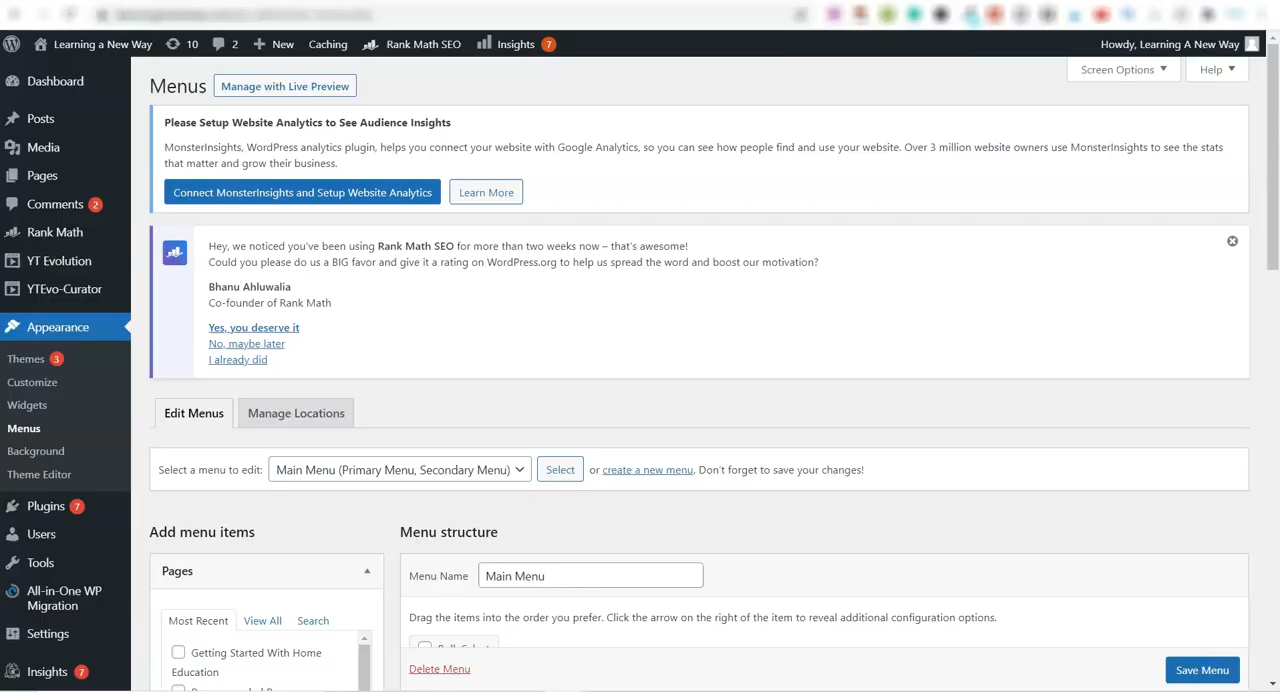 Learning a New Way 10 2 New Caching Rank Math SEO Insights 7 Howdy, Learning A New Way
Dashboard
Posts
Media
Pages
Comments 2
Rank Math
YT Evolution
YTEvo-Curator
Appearance
Themes 3
Customize
Widgets
Menus
Background
Theme Editor
Plugins 7
Users
Tools
All-in-One WP
Migration
Settings
Insights 7
Menus Manage with Live Preview Screen Options Help
Please Setup Website Analytics to See Audience Insights
MonsterInsights, WordPress analytics plugin, helps you connect your website with Google Analytics, so you can see how people find and use your website. Over 3 million website owners use MonsterInsights to see the stats
that matter and grow their business.
Connect MonsterInsights and Setup Website Analytics Learn More
Hey, we noticed you've been using Rank Math SEO for more than two weeks now – that's awesome!
Could you please do us a BIG favor and give it a rating on WordPress.org to help us spread the word and boost our motivation?
Bhanu Ahluwalia
Co-founder of Rank Math
Yes, you deserve it
No, maybe later
I already did
Edit Menus Manage Locations
Select a menu to edit: Main Menu (Primary Menu, Secondary Menu) Select or create a new menu. Don't forget to save your changes!
Add menu items
Pages
Most Recent View All Search
Getting Started With Home
Education
Menu structure
Menu Name Main Menu
Drag the items into the order you prefer. Click the arrow on the right of the item to reveal additional configuration options.
Delete Menu Save Menu